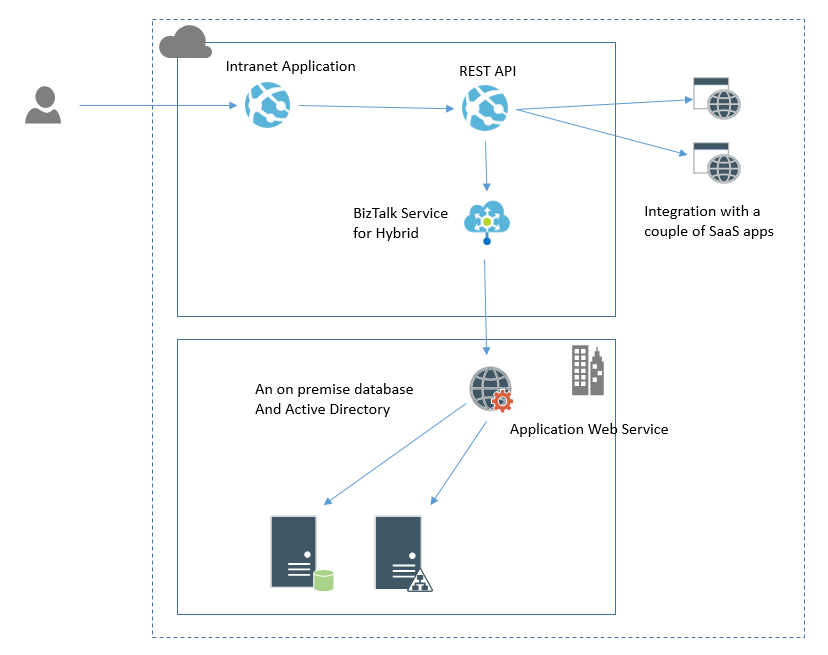 Intranet Application
REST API
BizTalk Service
for Hybrid
Integration with a
couple of SaaS apps
An on premise database
And Active Directory
Application Web Service